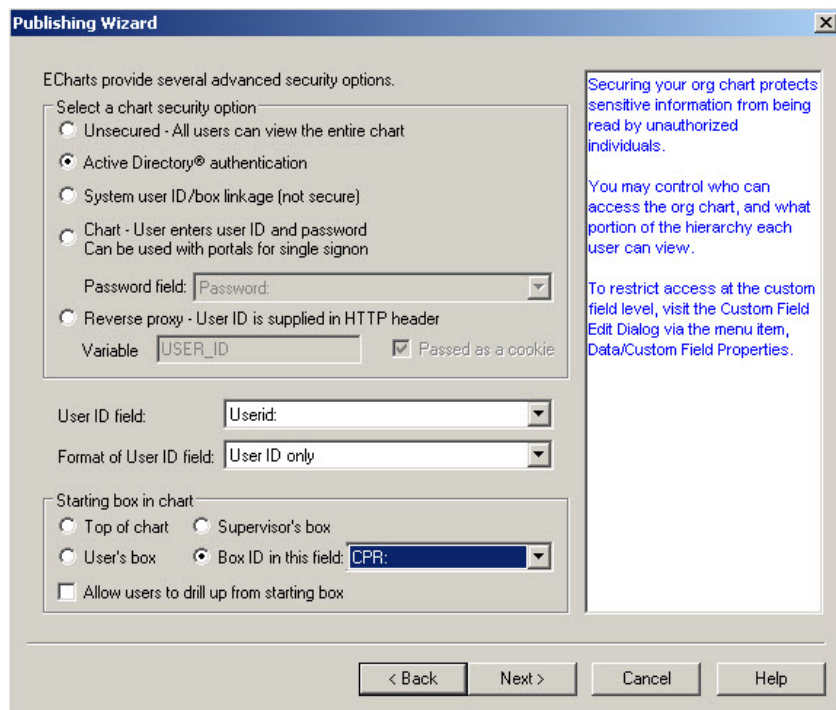 Publishing Wizard
ECharts provide several advanced security options.
Select a chart security option
Unsecured - All users can view the entire chart
Active Directory® authentication
System user ID/box linkage (not secure)
Chart - User enters user ID and password
Can be used with portals for single signon
Password field: Password:
Reverse proxy - User ID is supplied in HTTP header
Variable USER_ID Passed as a cookie
User ID field: Userid:
Format of User ID field: User ID only
Starting box in chart
Top of chart Supervisor's box
User's box Box ID in this field: CPR:
Allow users to drill up from starting box
Securing your org chart protects
sensitive information from being
read by unauthorized
individuals.
You may control who can
access the org chart, and what
portion of the hierarchy each
user can view.
To restrict access at the custom
field level, visit the Custom Field
Edit Dialog via the menu item,
Data/Custom Field Properties.
< Back Next > Cancel Help